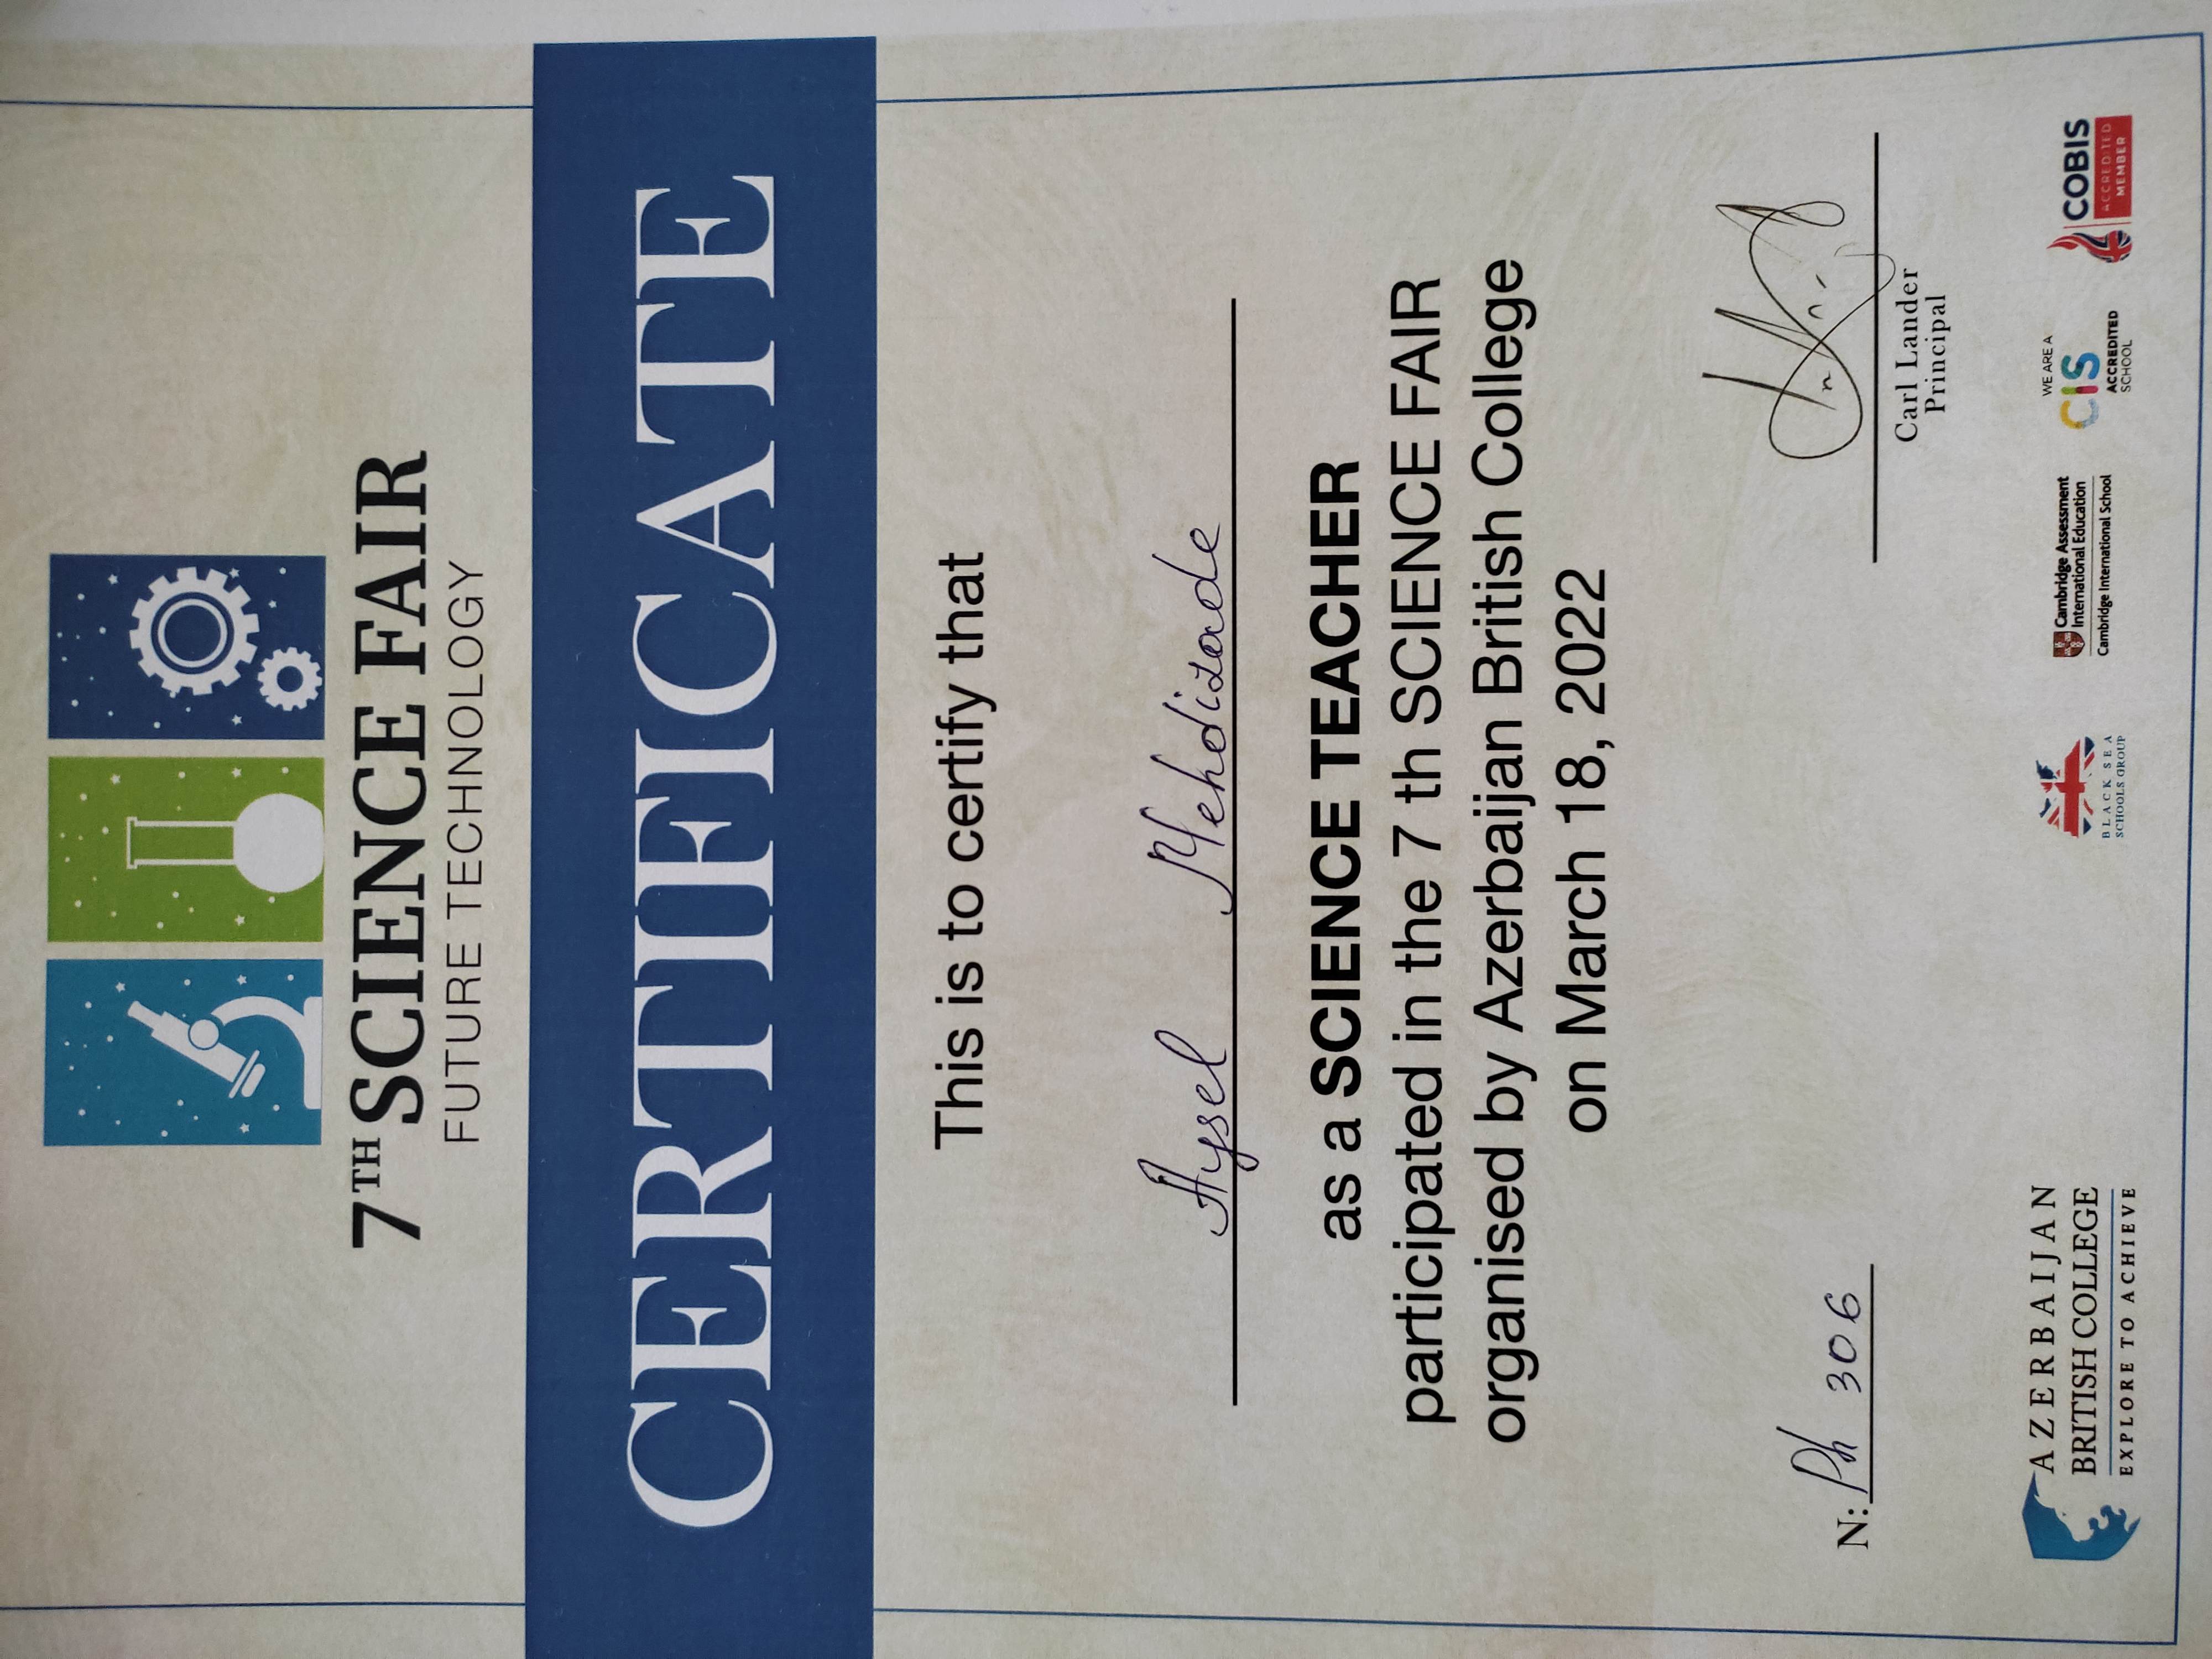 7TH SCIENCE FAIR
FUTURE TECHNOLOGY
CERTIFICATE
This is to certify that
Aysel Mehdizade
as a SCIENCE TEACHER
participated in the 7 th SCIENCE FAIR
organised by Azerbaijan British College
on March 18, 2022
N: Ph 306
Carl Lander
Principal
AZERBAIJAN
BRITISH COLLEGE
EXPLORE TO ACHIEVE
BLACK SEA
SCHOOLS GROUP
Cambridge Assessment
International Education
Cambridge International School
WE ARE A
CIS
ACCREDITED
SCHOOL
COBIS
ACCREDITED
MEMBER